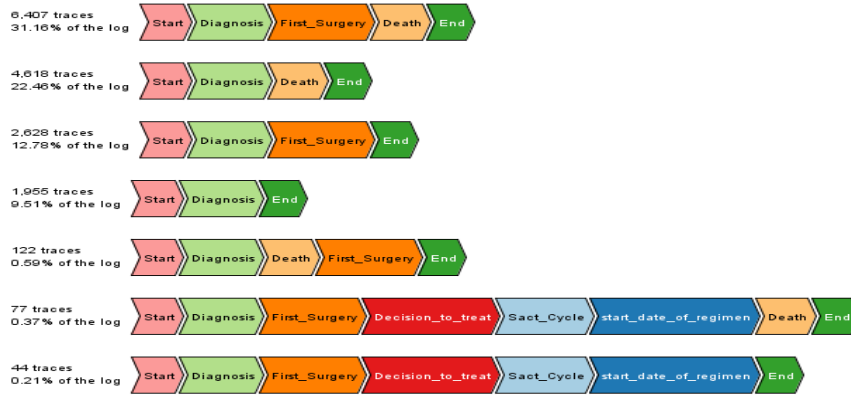 6,407 traces
31.16% of the log
Start Diagnosis First_Surgery Death End
4,618 traces
22.46% of the log
Start Diagnosis Death End
2,628 traces
12.78% of the log
Start Diagnosis First_Surgery End
1,955 traces
9.51% of the log
Start Diagnosis End
122 traces
0.59% of the log
Start Diagnosis Death First_Surgery End
77 traces
0.37% of the log
Start Diagnosis First_Surgery Decision_to_treat Sact_Cycle start_date_of_regimen Death End
44 traces
0.21% of the log
Start Diagnosis First_Surgery Decision_to_treat Sact_Cycle start_date_of_regimen End